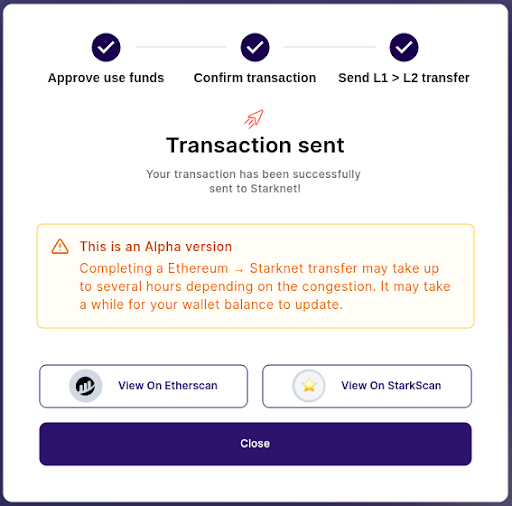 Approve use funds
Confirm transaction
Send L1 > L2 transfer
Transaction sent
Your transaction has been successfully
sent to Starknet!
This is an Alpha version
Completing a Ethereum → Starknet transfer may take up
to several hours depending on the congestion. It may take
a while for your wallet balance to update.
View On Etherscan
View On StarkScan
Close